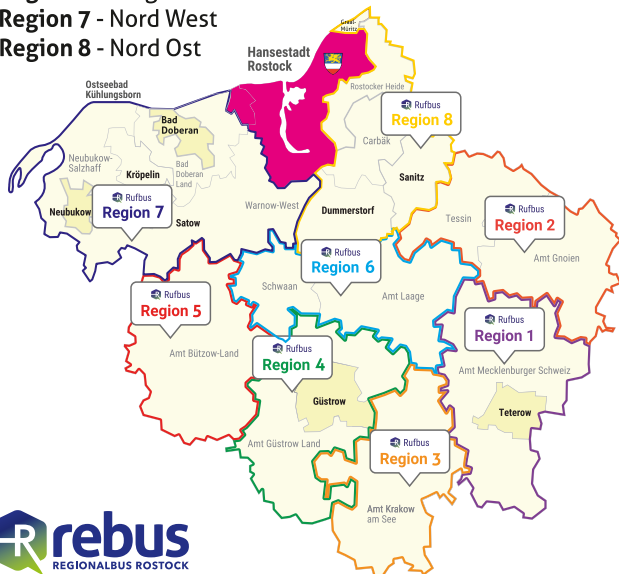 Region 7 - Nord West
Region 8 - Nord Ost
Graal-
Müritz
Hansestadt
Rostock
Rostocker Heide
Ostseebad
Kühlungsborn
Rufbus
Region 8
Bad
Doberan
Carbäk
Neubukow-
Salzhaff
Kröpelin
Bad
Doberan
Land
Sanitz
Rufbus
Region 7
Neubukow
Warnow-West
Dummerstorf
Satow
Tessin
Rufbus
Region 2
Amt Gnoien
Rufbus
Region 6
Schwaan
Amt Laage
Rufbus
Region 5
Rufbus
Region 1
Amt Bützow-Land
Rufbus
Region 4
Amt Mecklenburger Schweiz
Güstrow
Teterow
Amt Güstrow Land
Rufbus
Region 3
Amt Krakow
am See
R rebus
REGIONALBUS ROSTOCK